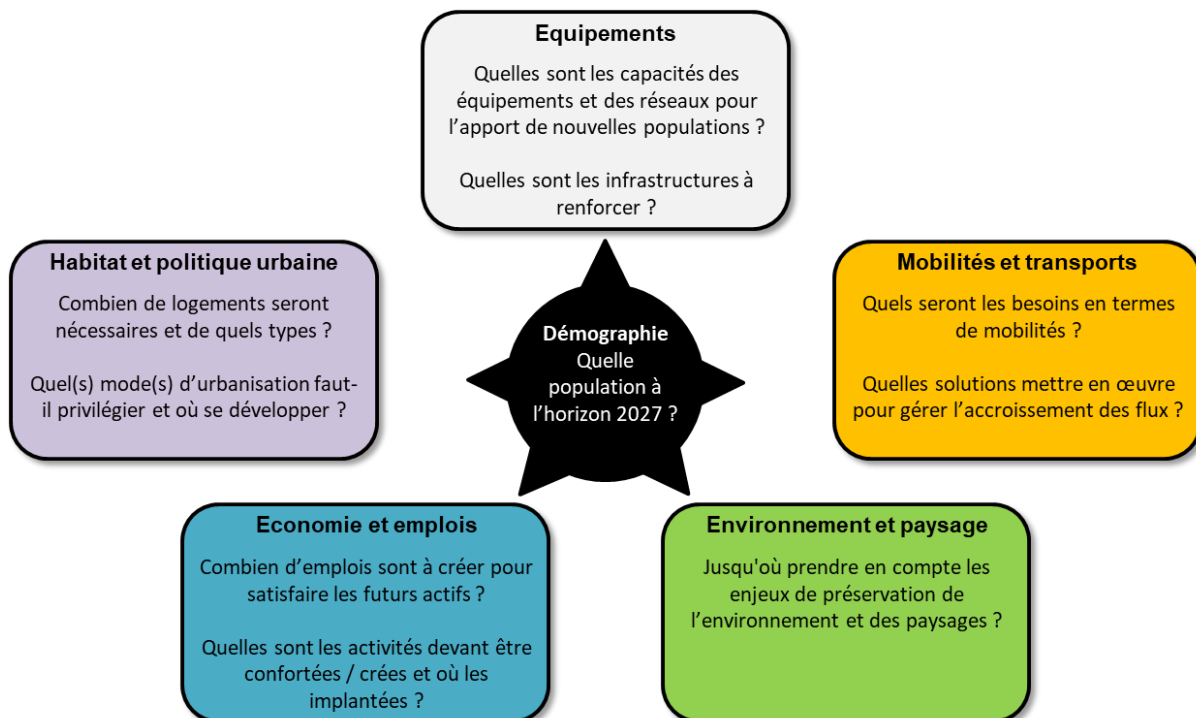 Equipements
Quelles sont les capacités des
équipements et des réseaux pour
l’apport de nouvelles populations ?
Quelles sont les infrastructures à
renforcer ?
Habitat et politique urbaine
Combien de logements seront
nécessaires et de quels types ?
Quel(s) mode(s) d’urbanisation faut-
il privilégier et où se développer ?
Démographie
Quelle
population à
l’horizon 2027 ?
Mobilités et transports
Quels seront les besoins en termes
de mobilités ?
Quelles solutions mettre en œuvre
pour gérer l’accroissement des flux ?
Economie et emplois
Combien d’emplois sont à créer pour
satisfaire les futurs actifs ?
Quelles sont les activités devant être
confortées / crées et où les
implantées ?
Environnement et paysage
Jusqu'où prendre en compte les
enjeux de préservation de
l’environnement et des paysages ?